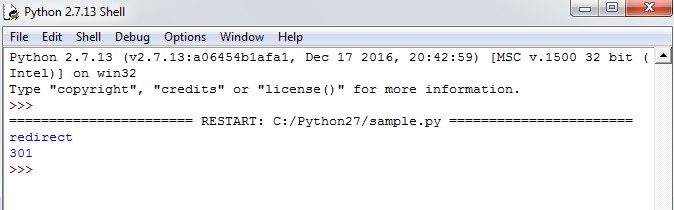 Python 2.7.13 Shell
File Edit Shell Debug Options Window Help
Python 2.7.13 (v2.7.13:a06454b1afa1, Dec 17 2016, 20:42:59) [MSC v.1500 32 bit (
Intel)] on win32
Type "copyright", "credits" or "license()" for more information.
>>>
======================= RESTART: C:/Python27/sample.py =======================
redirect
301
>>>